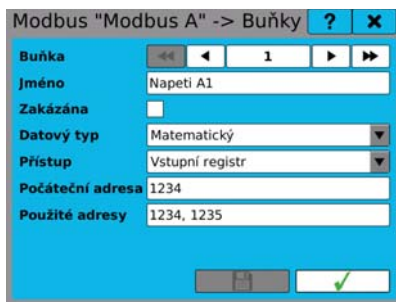 Modbus "Modbus A" -> Buňky ?
Buňka 1
Jméno Napeti A1
Zakázána
Datový typ Matematický
Přístup Vstupní registr
Počáteční adresa 1234
Použité adresy 1234, 1235